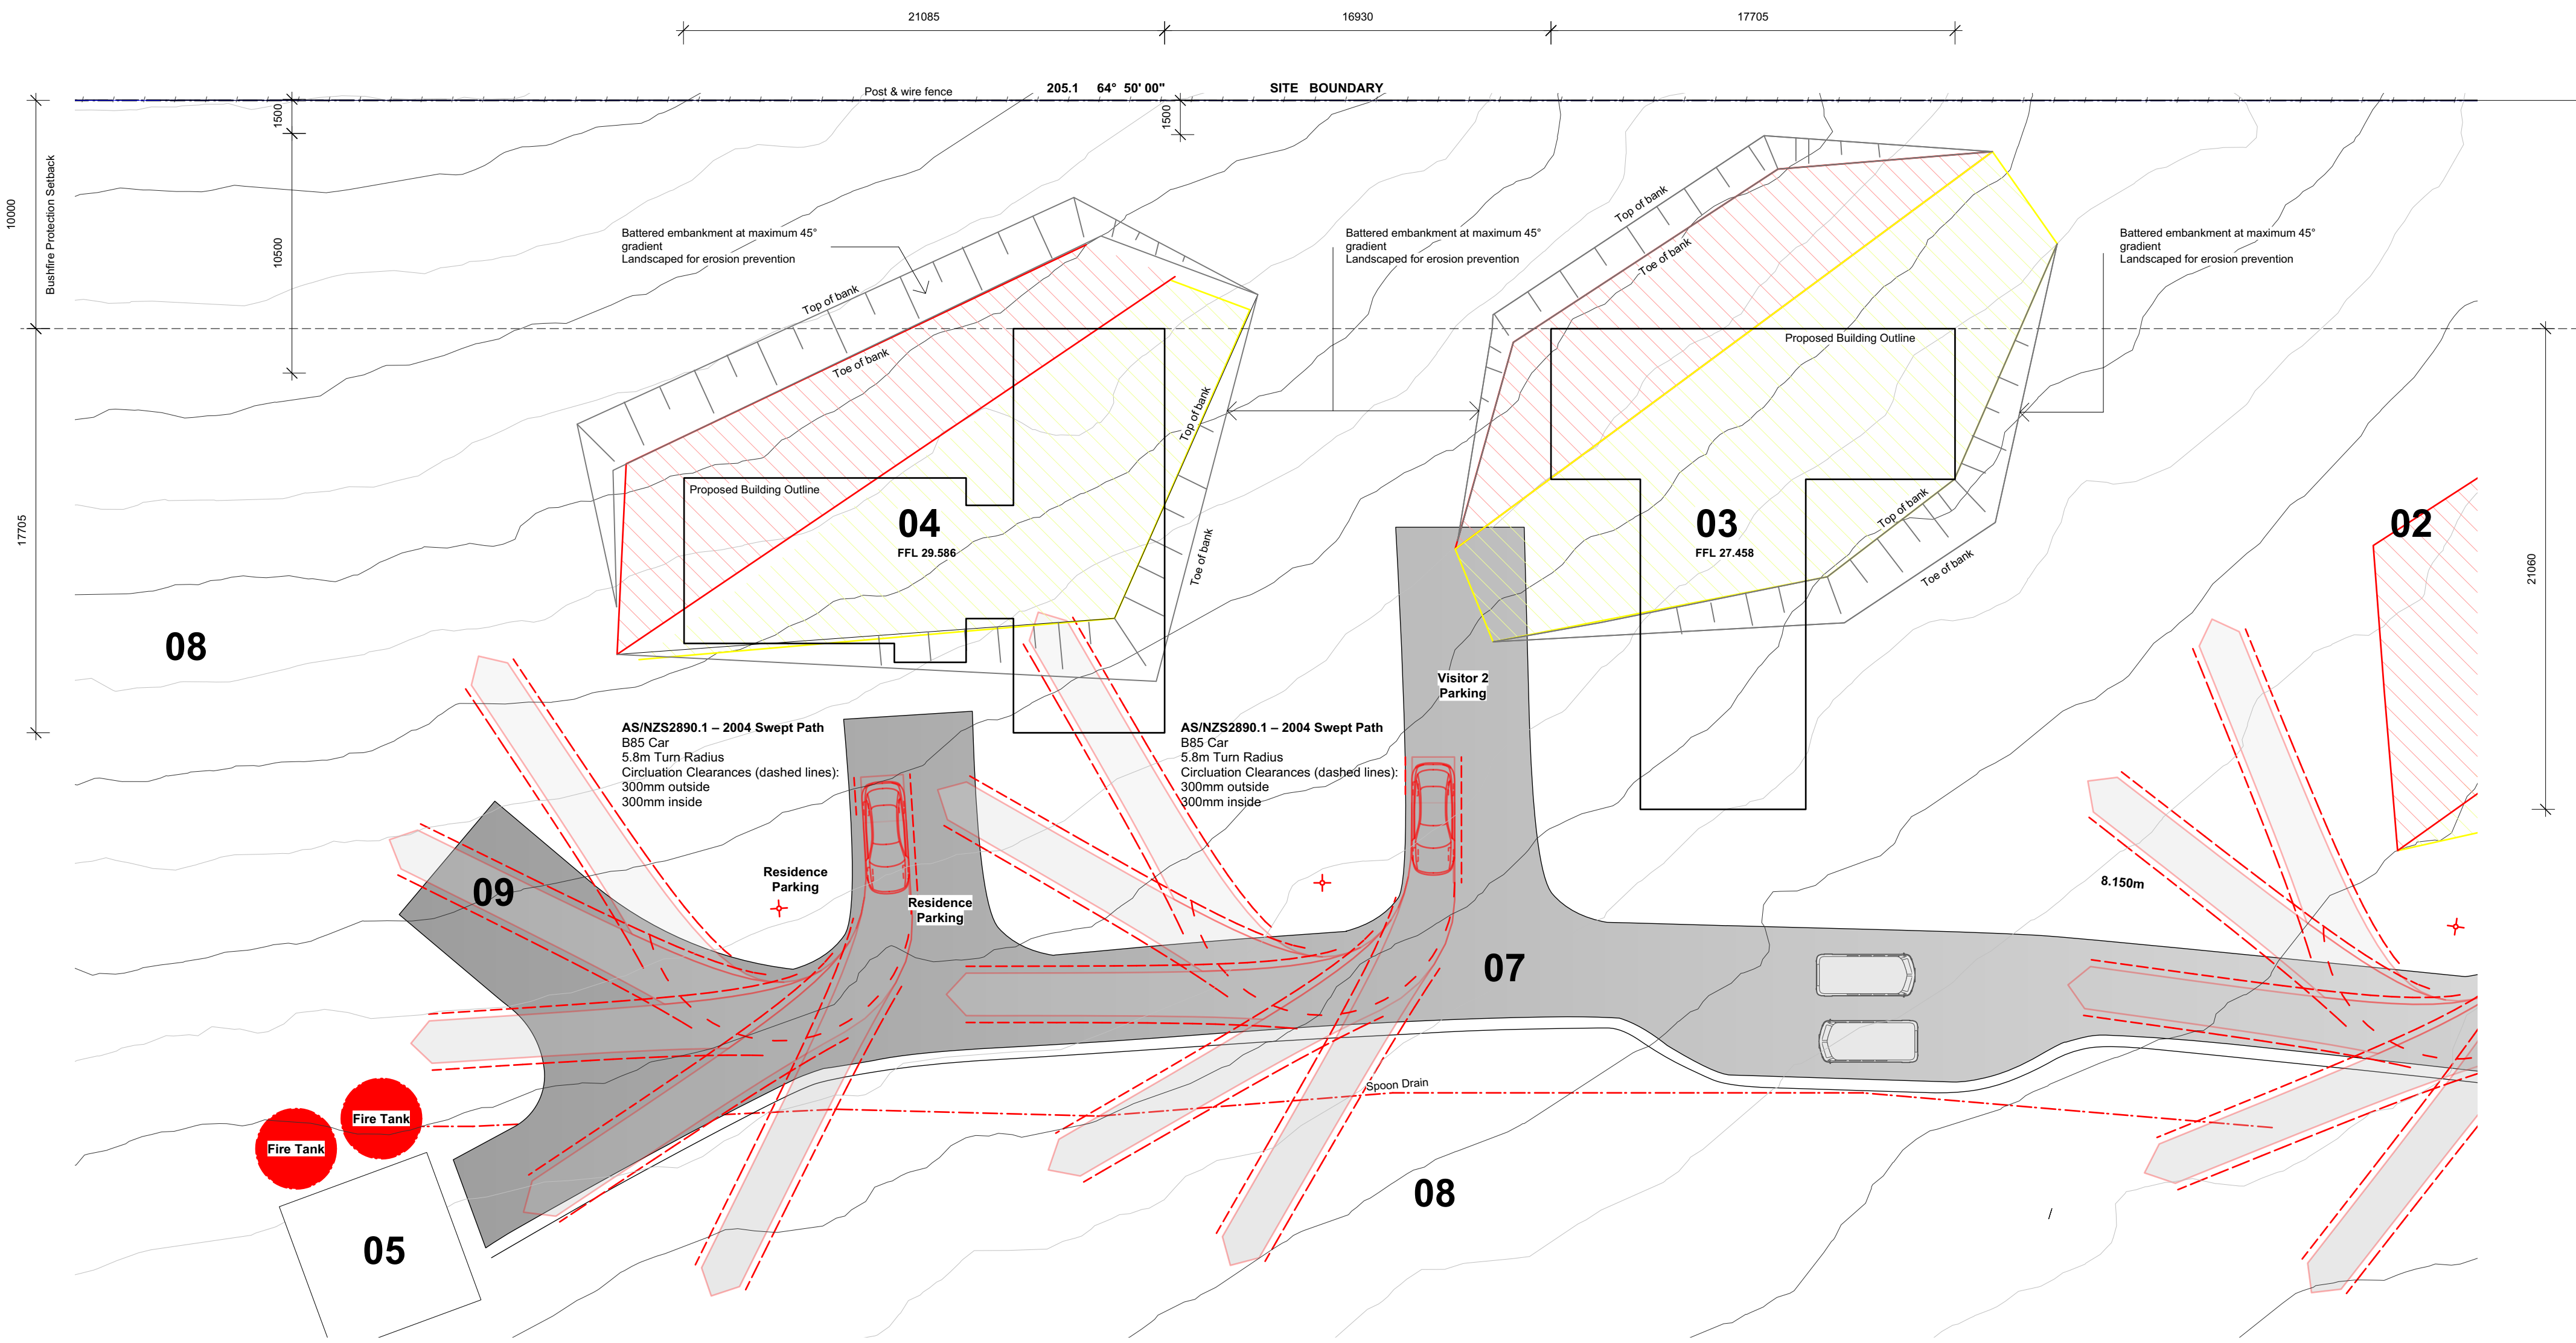 21085
16930
17705
Post & wire fence
205.1 64° 50' 00"
SITE BOUNDARY
1500
1500
10000
Bushfire Protection Setback
10500
Battered embankment at maximum 45°
gradient
Landscaped for erosion prevention
Battered embankment at maximum 45°
gradient
Landscaped for erosion prevention
Battered embankment at maximum 45°
gradient
Landscaped for erosion prevention
Top of bank
Toe of bank
Top of bank
Toe of bank
Proposed Building Outline
Top of bank
Toe of bank
Proposed Building Outline
04
FFL 29.586
03
FFL 27.458
Top of bank
Toe of bank
02
17705
21060
08
Visitor 2
Parking
AS/NZS2890.1 – 2004 Swept Path
B85 Car
5.8m Turn Radius
Circluation Clearances (dashed lines):
300mm outside
300mm inside
AS/NZS2890.1 – 2004 Swept Path
B85 Car
5.8m Turn Radius
Circluation Clearances (dashed lines):
300mm outside
300mm inside
Residence
Parking
Residence
Parking
09
8.150m
07
Spoon Drain
Fire Tank
Fire Tank
08
/
05